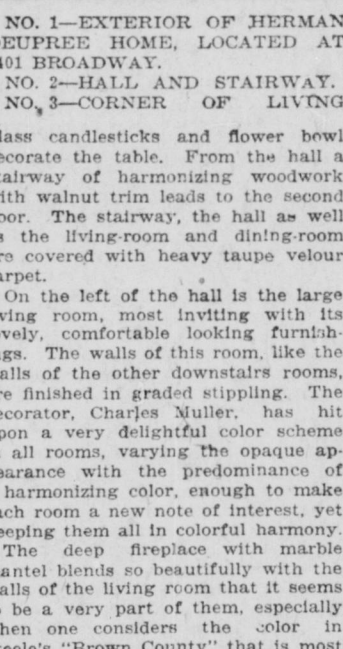 NO. 1—EXTERIOR OF HERMAN
DEUPREE HOME, LOCATED AT
401 BROADWAY.
NO. 2—HALL AND STAIRWAY.
NO. 3—CORNER OF LIVING
lass candlesticks and flower bowl
ecorate the table. From the hall a
tairway of harmonizing woodwork
ith walnut trim leads to the second
oor. The stairway, the hall as well
s the living-room and dining-room
re covered with heavy taupe velour
arpet.
On the left of the hall is the large
ving room, most inviting with its
ovely, comfortable looking furnish-
ngs. The walls of this room, like the
alls of the other downstairs rooms,
re finished in graded stippling. The
ecorator, Charles Muller, has hit
pon a very delightful color scheme
all rooms, varying the opaque ap-
earance with the predominance of
harmonizing color, enough to make
ach room a new note of interest, yet
eeping them all in colorful harmony.
The deep fireplace with marble
antel blends so beautifully with the
alls of the living room that it seems
be a very part of them, especially
hen one considers the color in
teele's "Brown County" that is most